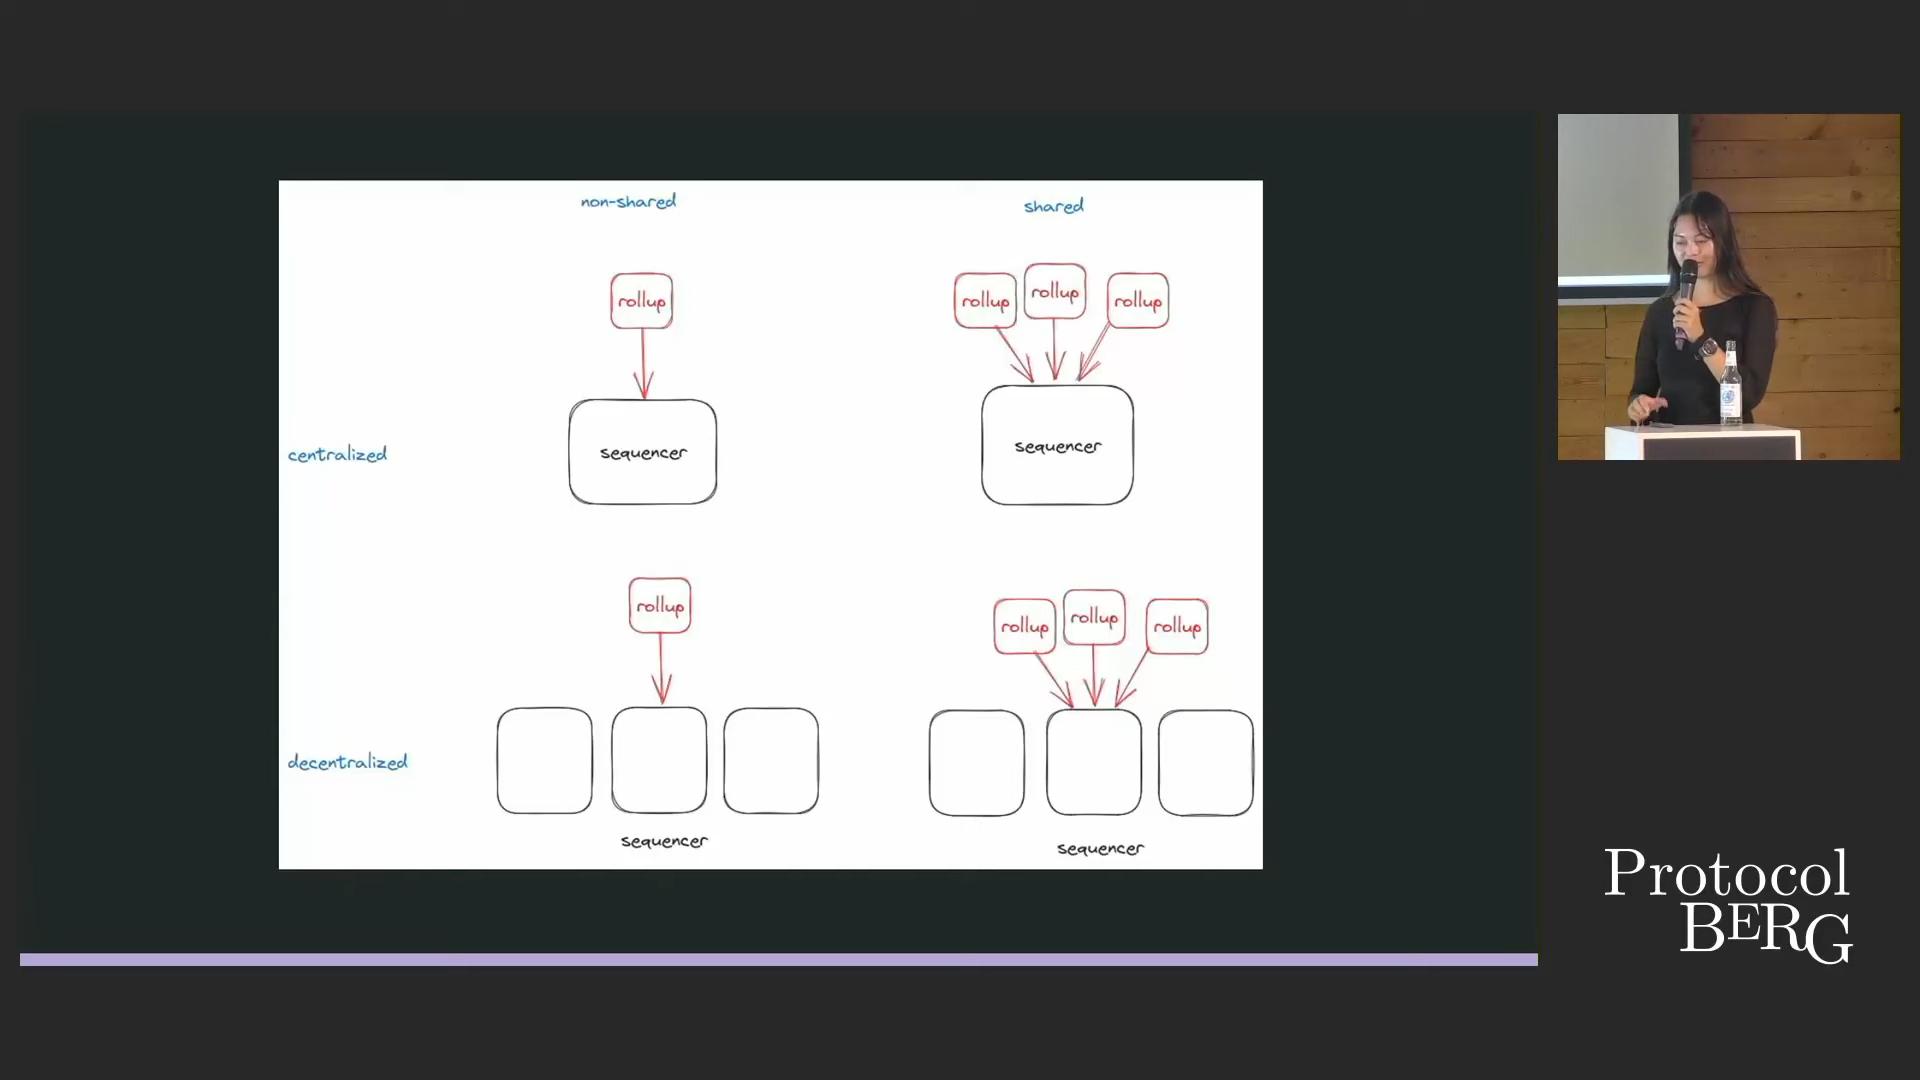 non-shared
shared
rollup
rollup
rollup
rollup
centralized
sequencer
sequencer
rollup
rollup
rollup
rollup
decentralized
sequencer
sequencer
Protocol
BERG